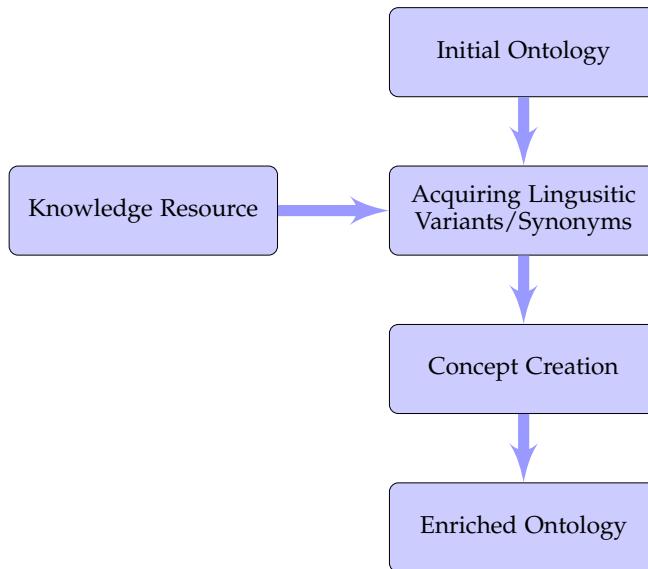 Initial Ontology
Knowledge Resource
Acquiring Lingusitic
Variants/Synonyms
Concept Creation
Enriched Ontology